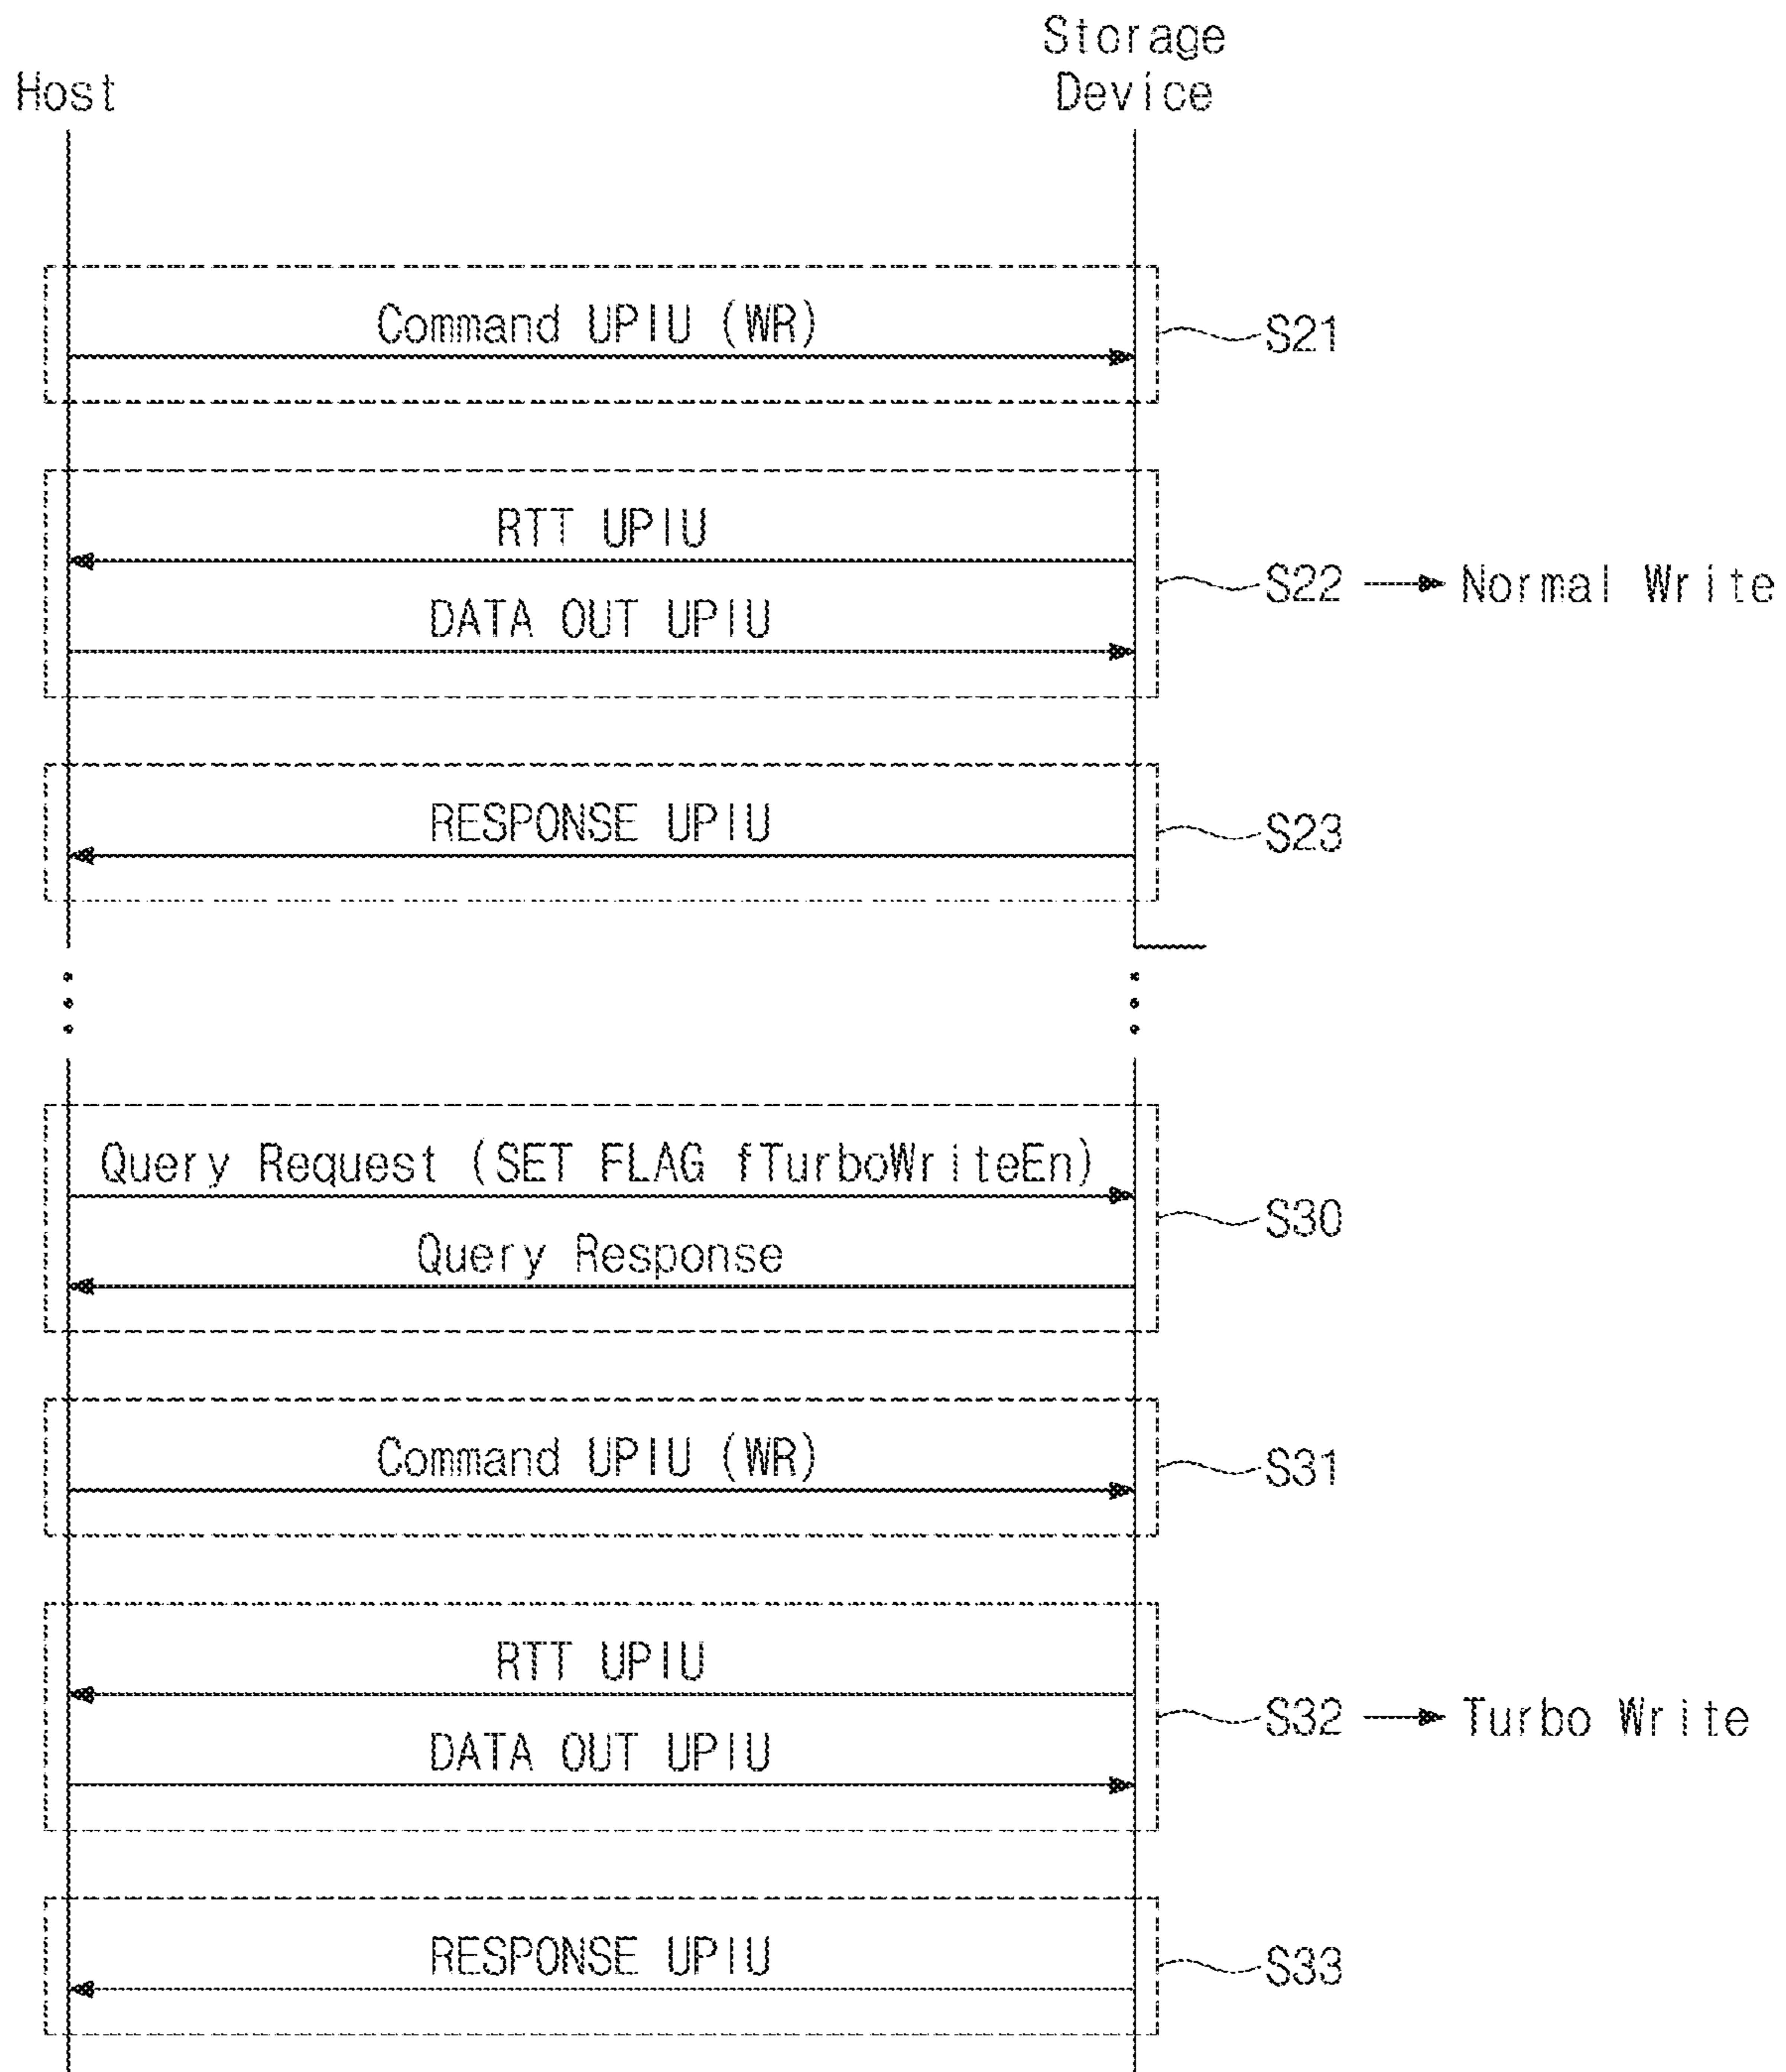 Host
Storage
Device
Command UPIU (WR)
S21
RTT UPIU
DATA OUT UPIU
S22
Normal Write
RESPONSE UPIU
S23
Query Request (SET FLAG fTurboWriteEn)
Query Response
S30
Command UPIU (WR)
S31
RTT UPIU
DATA OUT UPIU
S32
Turbo Write
RESPONSE UPIU
S33